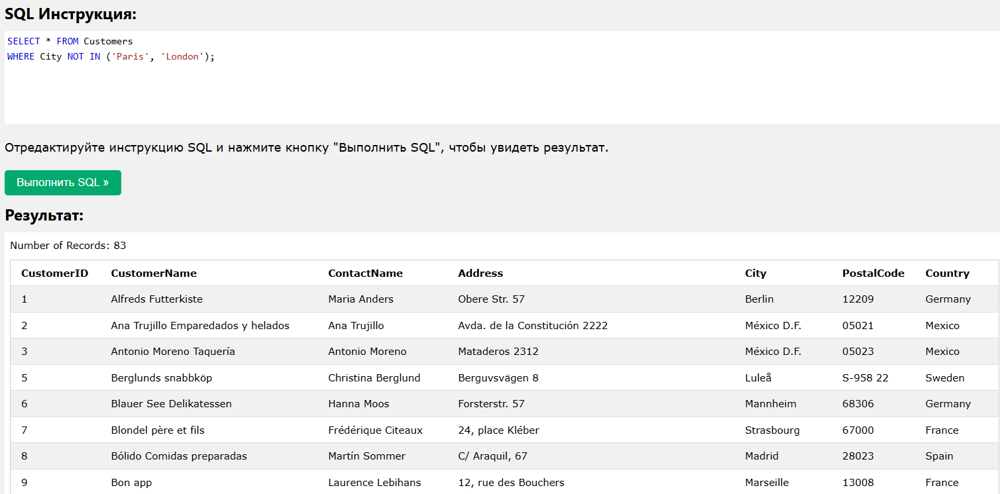 SQL Инструкция:
SELECT * FROM Customers
WHERE City NOT IN ('Paris', 'London');
Отредактируйте инструкцию SQL и нажмите кнопку "Выполнить SQL", чтобы увидеть результат.
Выполнить SQL »
Результат:
Number of Records: 83
CustomerID CustomerName ContactName Address City PostalCode Country
1 Alfreds Futterkiste Maria Anders Obere Str. 57 Berlin 12209 Germany
2 Ana Trujillo Emparedados y helados Ana Trujillo Avda. de la Constitución 2222 México D.F. 05021 Mexico
3 Antonio Moreno Taquería Antonio Moreno Mataderos 2312 México D.F. 05023 Mexico
5 Berglunds snabbköp Christina Berglund Berguvsvägen 8 Luleå S-958 22 Sweden
6 Blauer See Delikatessen Hanna Moos Forsterstr. 57 Mannheim 68306 Germany
7 Blondel père et fils Frédérique Citeaux 24, place Kléber Strasbourg 67000 France
8 Bólido Comidas preparadas Martín Sommer C/ Araquil, 67 Madrid 28023 Spain
9 Bon app Laurence Lebihans 12, rue des Bouchers Marseille 13008 France